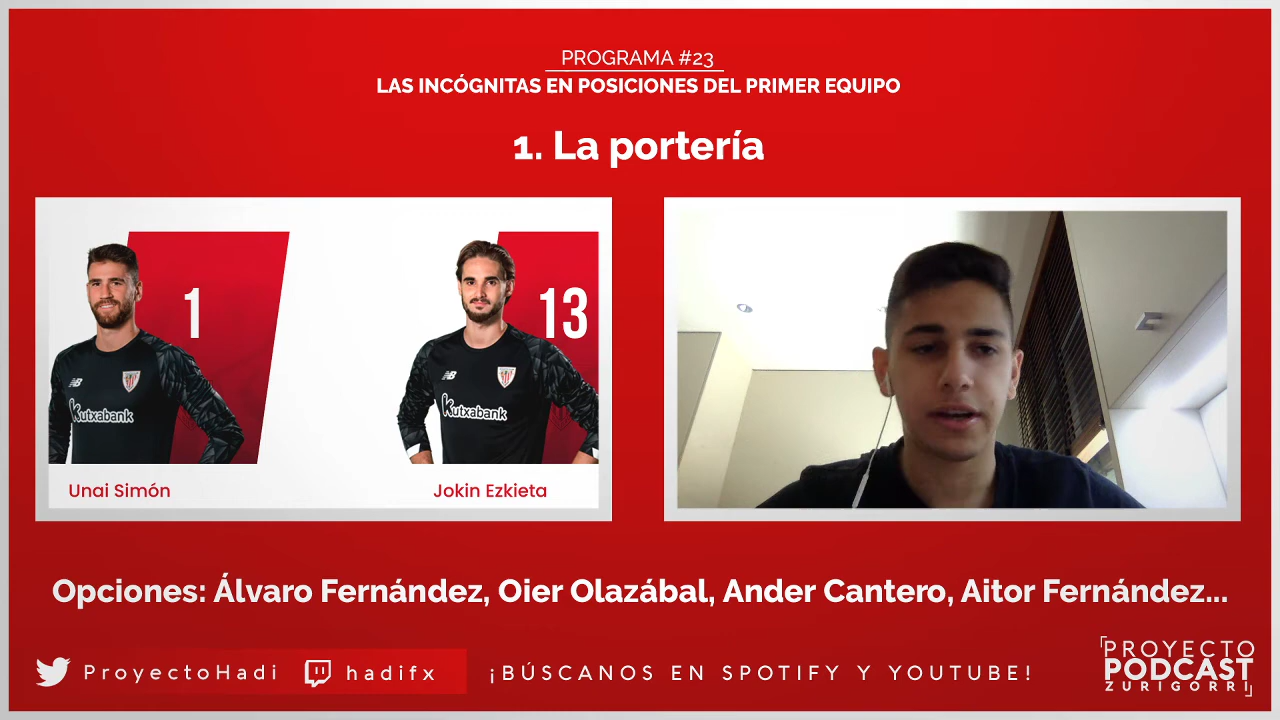 PROGRAMA #23
LAS INCÓGNITAS EN POSICIONES DEL PRIMER EQUIPO
1. La portería
1
13
Kutxabank
Kutxabank
Unai Simón
Jokin Ezkieta
Opciones: Álvaro Fernández, Oier Olazábal, Ander Cantero, Aitor Fernández...
ProyectoHadi
hadifx
¡BÚSCANOS EN SPOTIFY Y YOUTUBE!
PROYECTO
PODCAST
ZURIGORRI